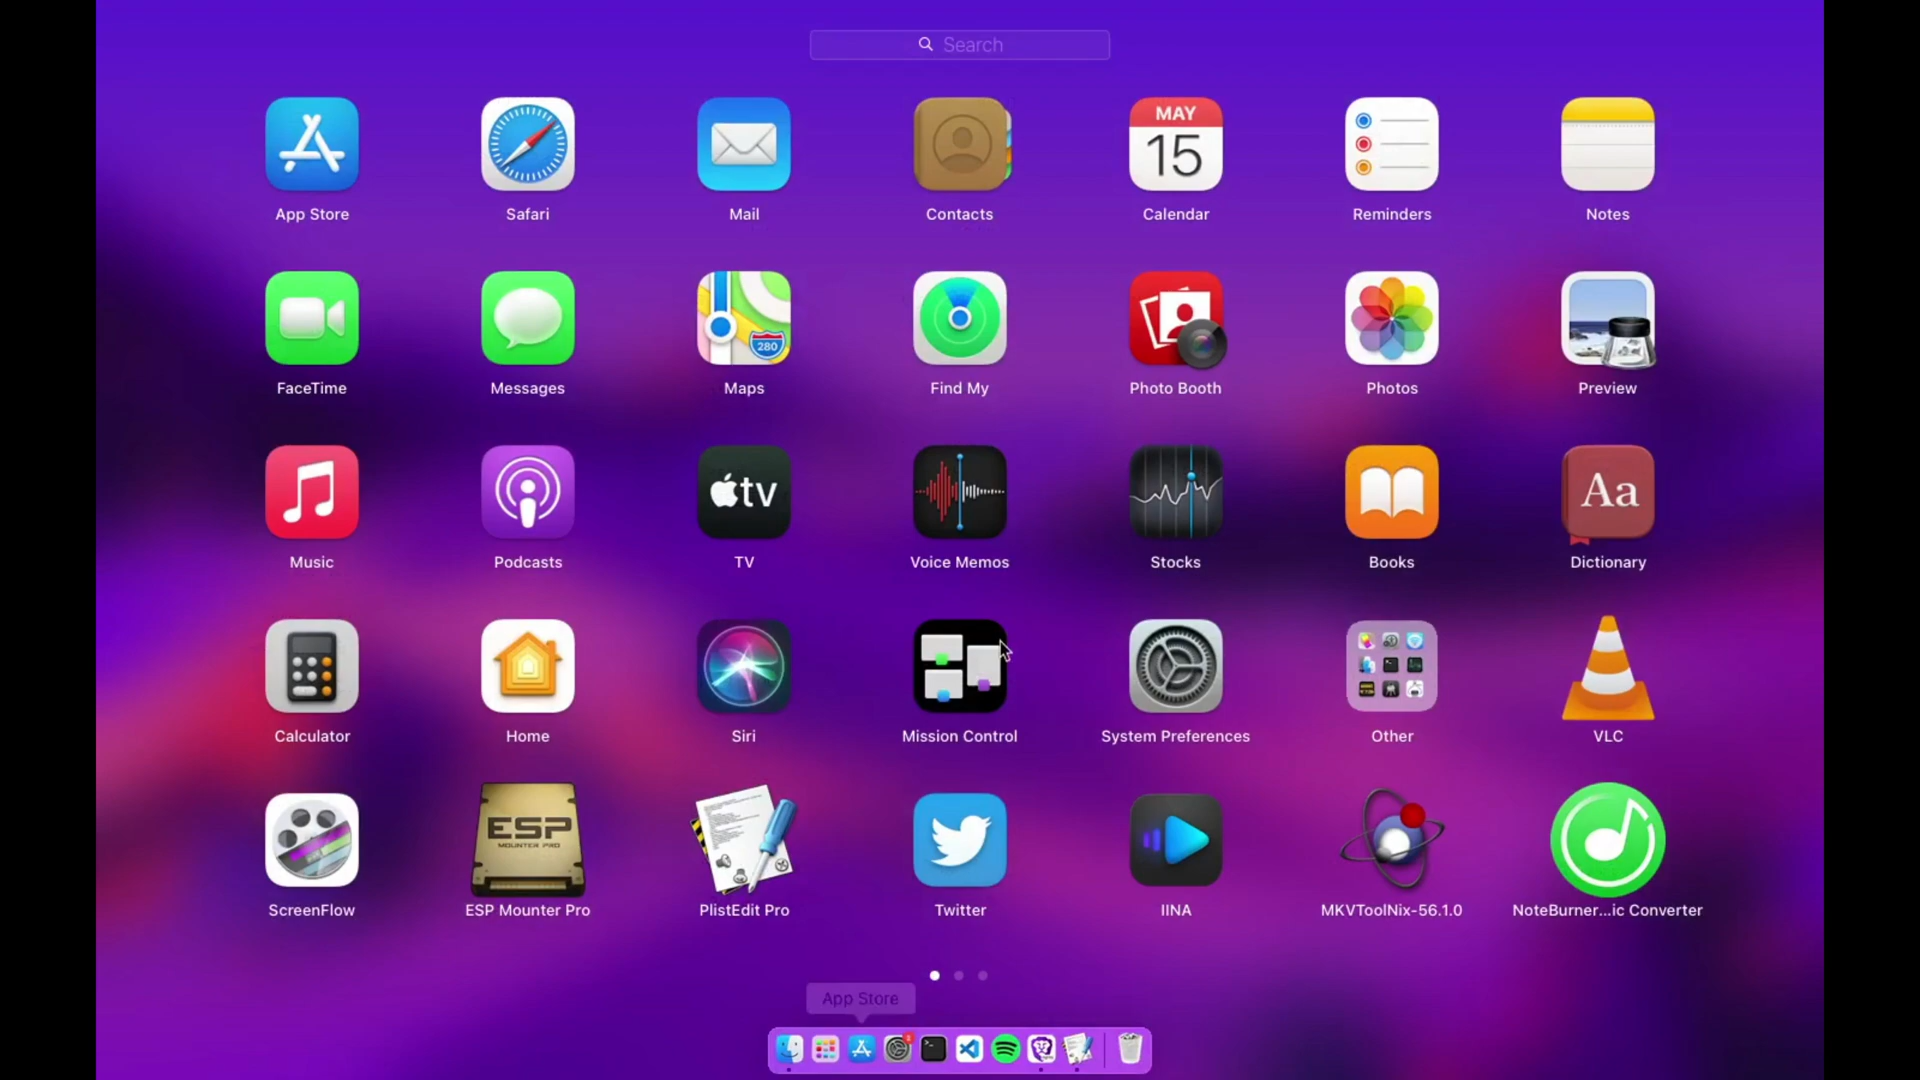 Search
MAY
15
App Store
Safari
Mail
Contacts
Calendar
Reminders
Notes
280
FaceTime
Messages
Maps
Find My
Photo Booth
Photos
Preview
tv
Aa
Music
Podcasts
TV
Voice Memos
Stocks
Books
Dictionary
Calculator
Home
Siri
Mission Control
System Preferences
Other
VLC
ESP
MOUNTER PRO
ScreenFlow
ESP Mounter Pro
PlistEdit Pro
Twitter
IINA
MKVToolNix-56.1.0
NoteBurner...ic Converter
App Store